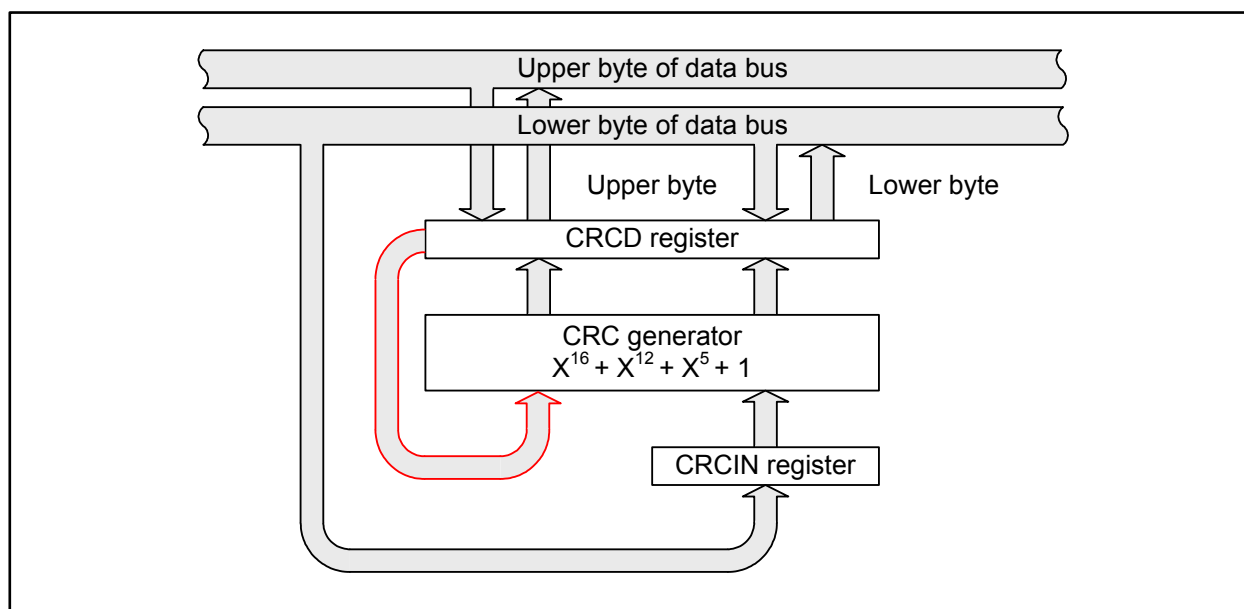 Upper byte of data bus
Lower byte of data bus
Upper byte
Lower byte
CRCD register
CRC generator
X¹⁶ + X¹² + X⁵ + 1
CRCIN register